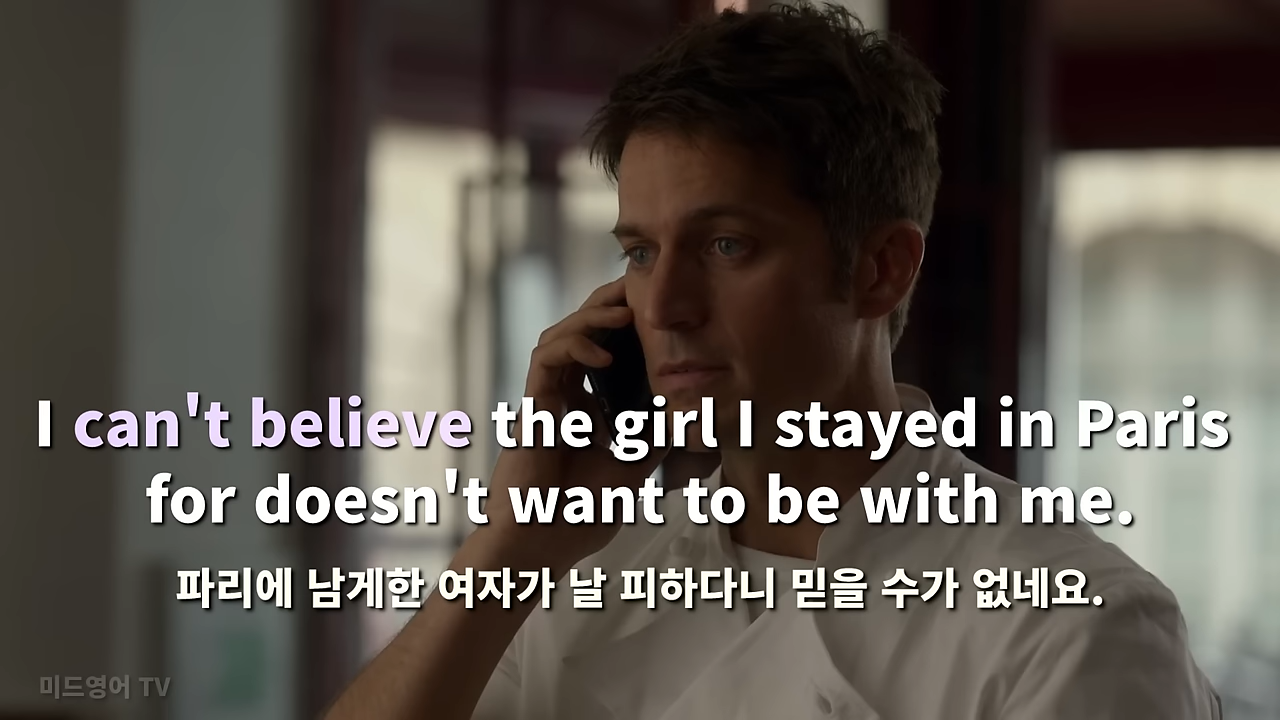 I can't believe the girl I stayed in Paris
for doesn't want to be with me.
파리에 남게한 여자가 날 피하다니 믿을 수가 없네요.
미드영어 TV